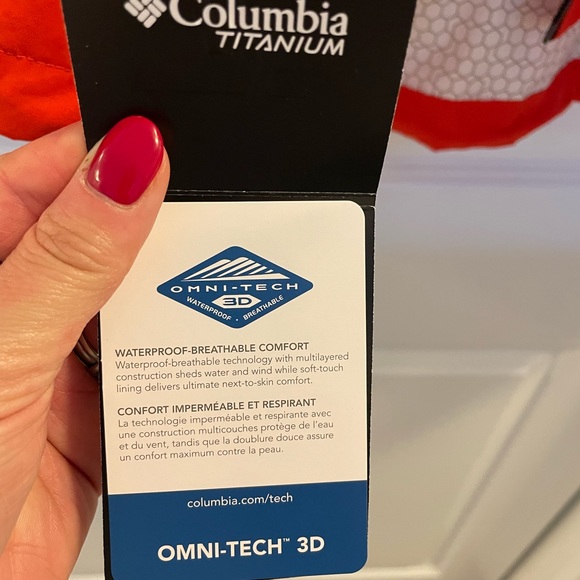 Columbia
TITANIUM
OMNI-TECH
3D
WATERPROOF • BREATHABLE
WATERPROOF-BREATHABLE COMFORT
Waterproof-breathable technology with multilayered
construction sheds water and wind while soft-touch
lining delivers ultimate next-to-skin comfort.
CONFORT IMPERMÉABLE ET RESPIRANT
La technologie imperméable et respirante avec
une construction multicouches protège de l'eau
et du vent, tandis que la doublure douce assure
un confort maximum contre la peau.
columbia.com/tech
OMNI-TECH™ 3D